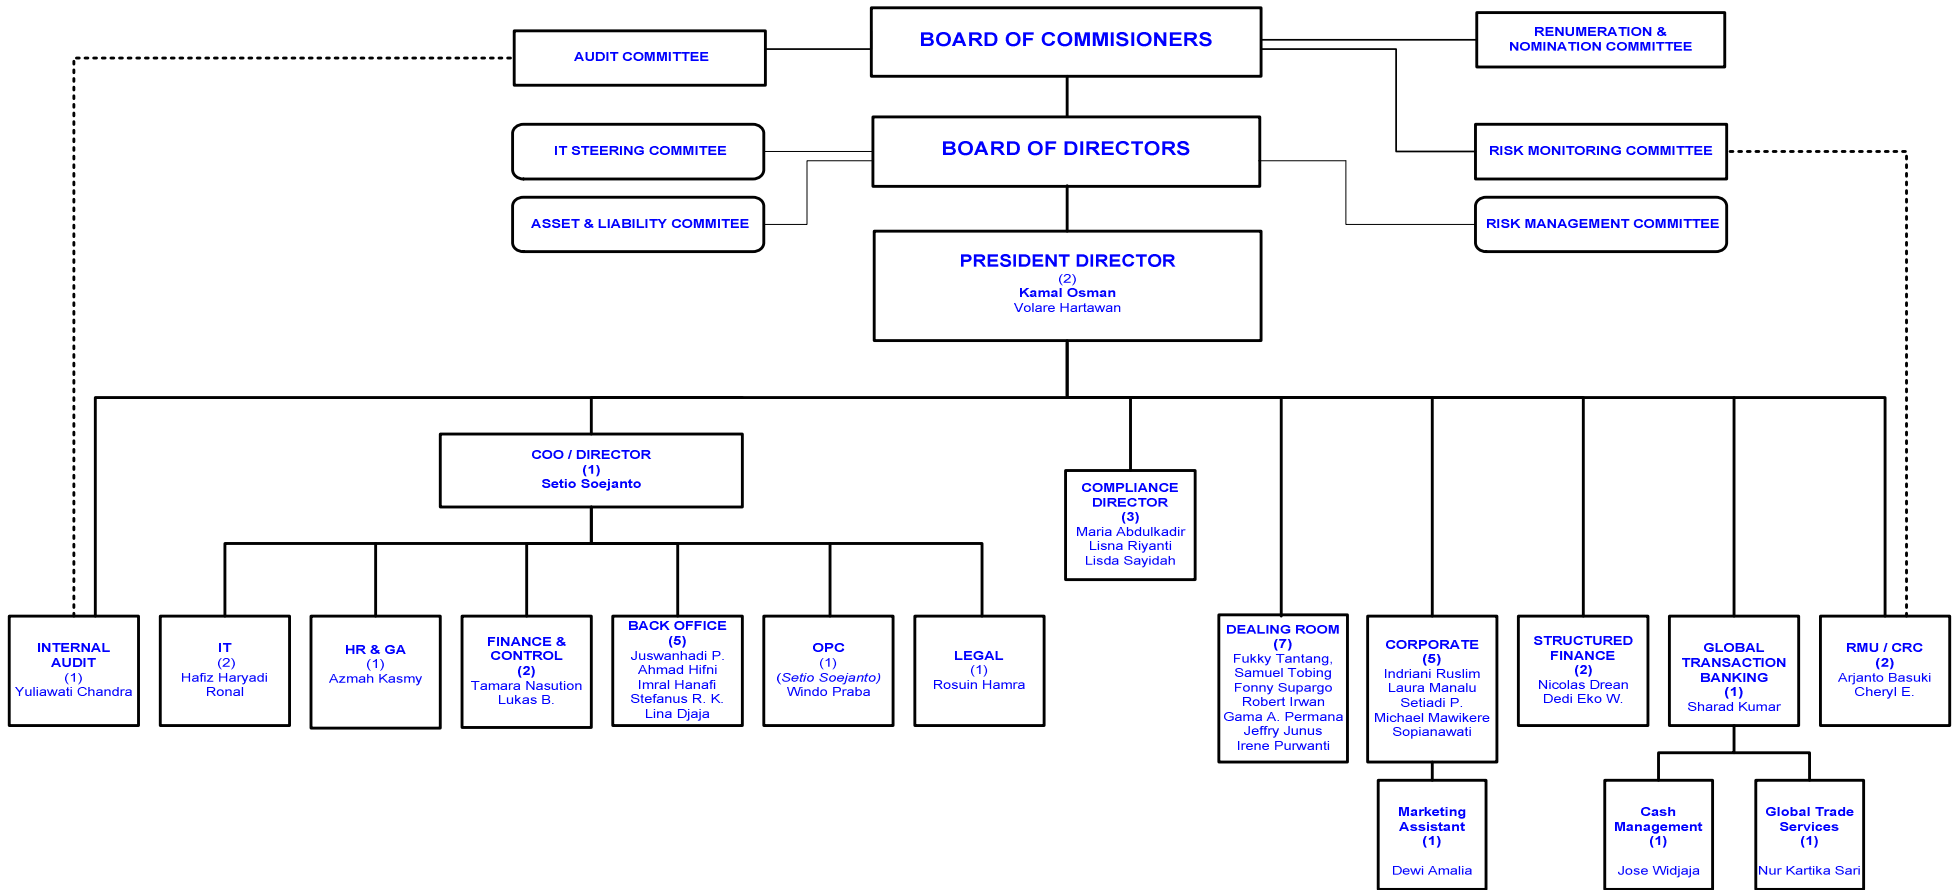 BOARD OF COMMISIONERS
AUDIT COMMITTEE
RENUMERATION &
NOMINATION COMMITTEE
BOARD OF DIRECTORS
IT STEERING COMMITEE
RISK MONITORING COMMITTEE
ASSET & LIABILITY COMMITEE
RISK MANAGEMENT COMMITTEE
PRESIDENT DIRECTOR
(2)
Kamal Osman
Volare Hartawan
COO / DIRECTOR
(1)
Setio Soejanto
COMPLIANCE
DIRECTOR
(3)
Maria Abdulkadir
Lisna Riyanti
Lisda Sayidah
INTERNAL
AUDIT
(1)
Yuliawati Chandra
IT
(2)
Hafiz Haryadi
Ronal
HR & GA
(1)
Azmah Kasmy
FINANCE &
CONTROL
(2)
Tamara Nasution
Lukas B.
BACK OFFICE
(5)
Juswanhadi P.
Ahmad Hifni
Imral Hanafi
Stefanus R. K.
Lina Djaja
OPC
(1)
(Setio Soejanto)
Windo Praba
LEGAL
(1)
Rosuin Hamra
DEALING ROOM
(7)
Fukky Tantang,
Samuel Tobing
Fonny Supargo
Robert Irwan
Gama A. Permana
Jeffry Junus
Irene Purwanti
CORPORATE
(5)
Indriani Ruslim
Laura Manalu
Setiadi P.
Michael Mawikere
Sopianawati
STRUCTURED
FINANCE
(2)
Nicolas Drean
Dedi Eko W.
GLOBAL
TRANSACTION
BANKING
(1)
Sharad Kumar
RMU / CRC
(2)
Arjanto Basuki
Cheryl E.
Marketing
Assistant
(1)
Dewi Amalia
Cash
Management
(1)
Jose Widjaja
Global Trade
Services
(1)
Nur Kartika Sari